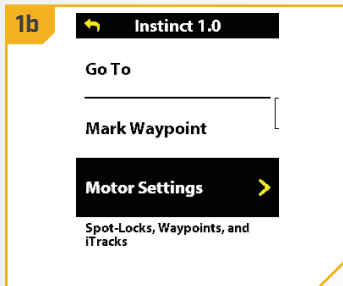 1b
Instinct 1.0
Go To
Mark Waypoint
Motor Settings
Spot-Locks, Waypoints, and
iTracks